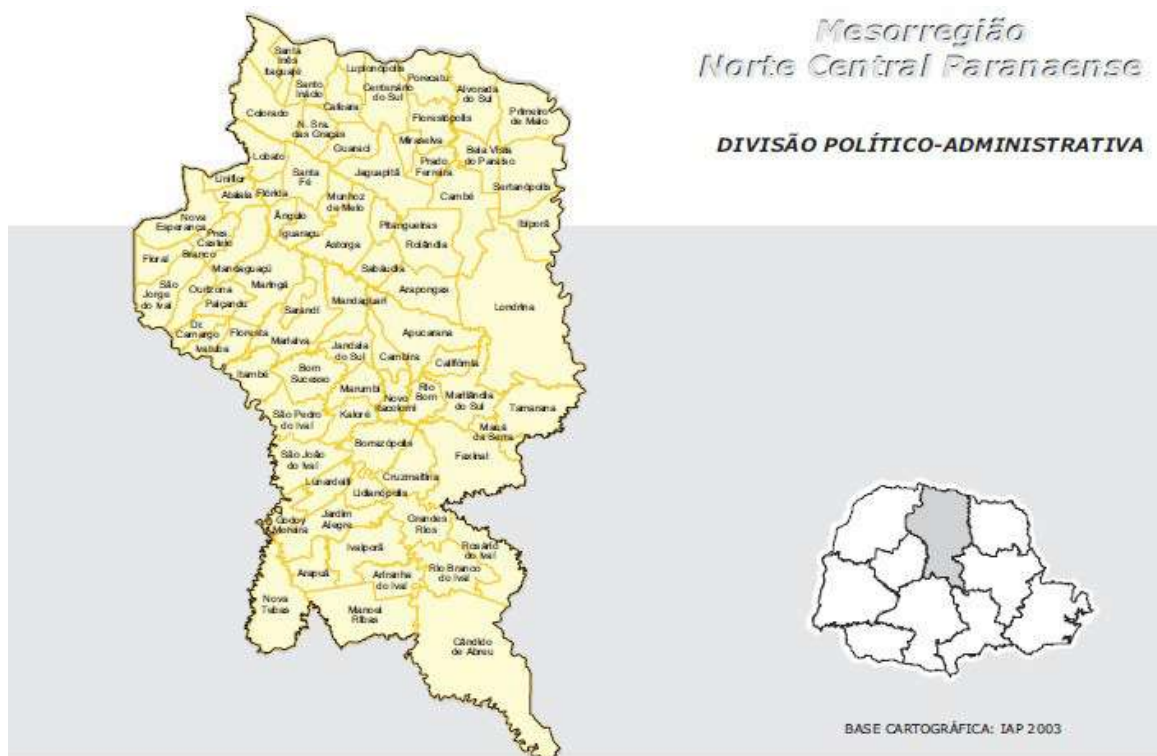 Mesorregião
Norte Central Paranaense
DIVISÃO POLÍTICO-ADMINISTRATIVA
Santa
Inês
Itaguajé
Santo
Inácio
Lupionópolis
Centenário
do Sul
Porecatu
Alvorada
do Sul
Primeiro
de Maio
Colorado
Cafeara
N. Sra.
das Graças
Florestópolis
Guaraci
Miraselva
Bela Vista
do Paraíso
Prado
Ferreira
Lobato
Santa
Fé
Jaguapitã
Sertanópolis
Uniflor
Atalaia
Flórida
Munhoz
de Melo
Cambé
Nova
Esperança
Ângulo
Iguaraçu
Pitangueiras
Ibiporã
Pres.
Castelo
Branco
Astorga
Rolândia
Floraí
Mandaguaçú
Sabáudia
São
Jorge
do Ivaí
Ourizona
Maringá
Arapongas
Paiçandu
Sarandi
Mandaguari
Londrina
Dr.
Camargo
Floresta
Ivatuba
Marialva
Jandaia
do Sul
Apucarana
Cambira
Califórnia
Itambé
Bom
Sucesso
Marumbi
Novo
Itacolomi
Rio
Bom
Marilândia
do Sul
Tamarana
São Pedro
do Ivaí
Kaloré
Mauá
da Serra
Borrazópolis
Faxinal
São João
do Ivaí
Cruzmaltina
Lunardelli
Lidianópolis
Godoy
Moreira
Jardim
Alegre
Grandes
Rios
Ivaiporã
Rosário
do Ivaí
Arapuã
Ariranha
do Ivaí
Rio Branco
do Ivaí
Nova
Tebas
Manoel
Ribas
Cândido
de Abreu
BASE CARTOGRÁFICA: IAP 2003